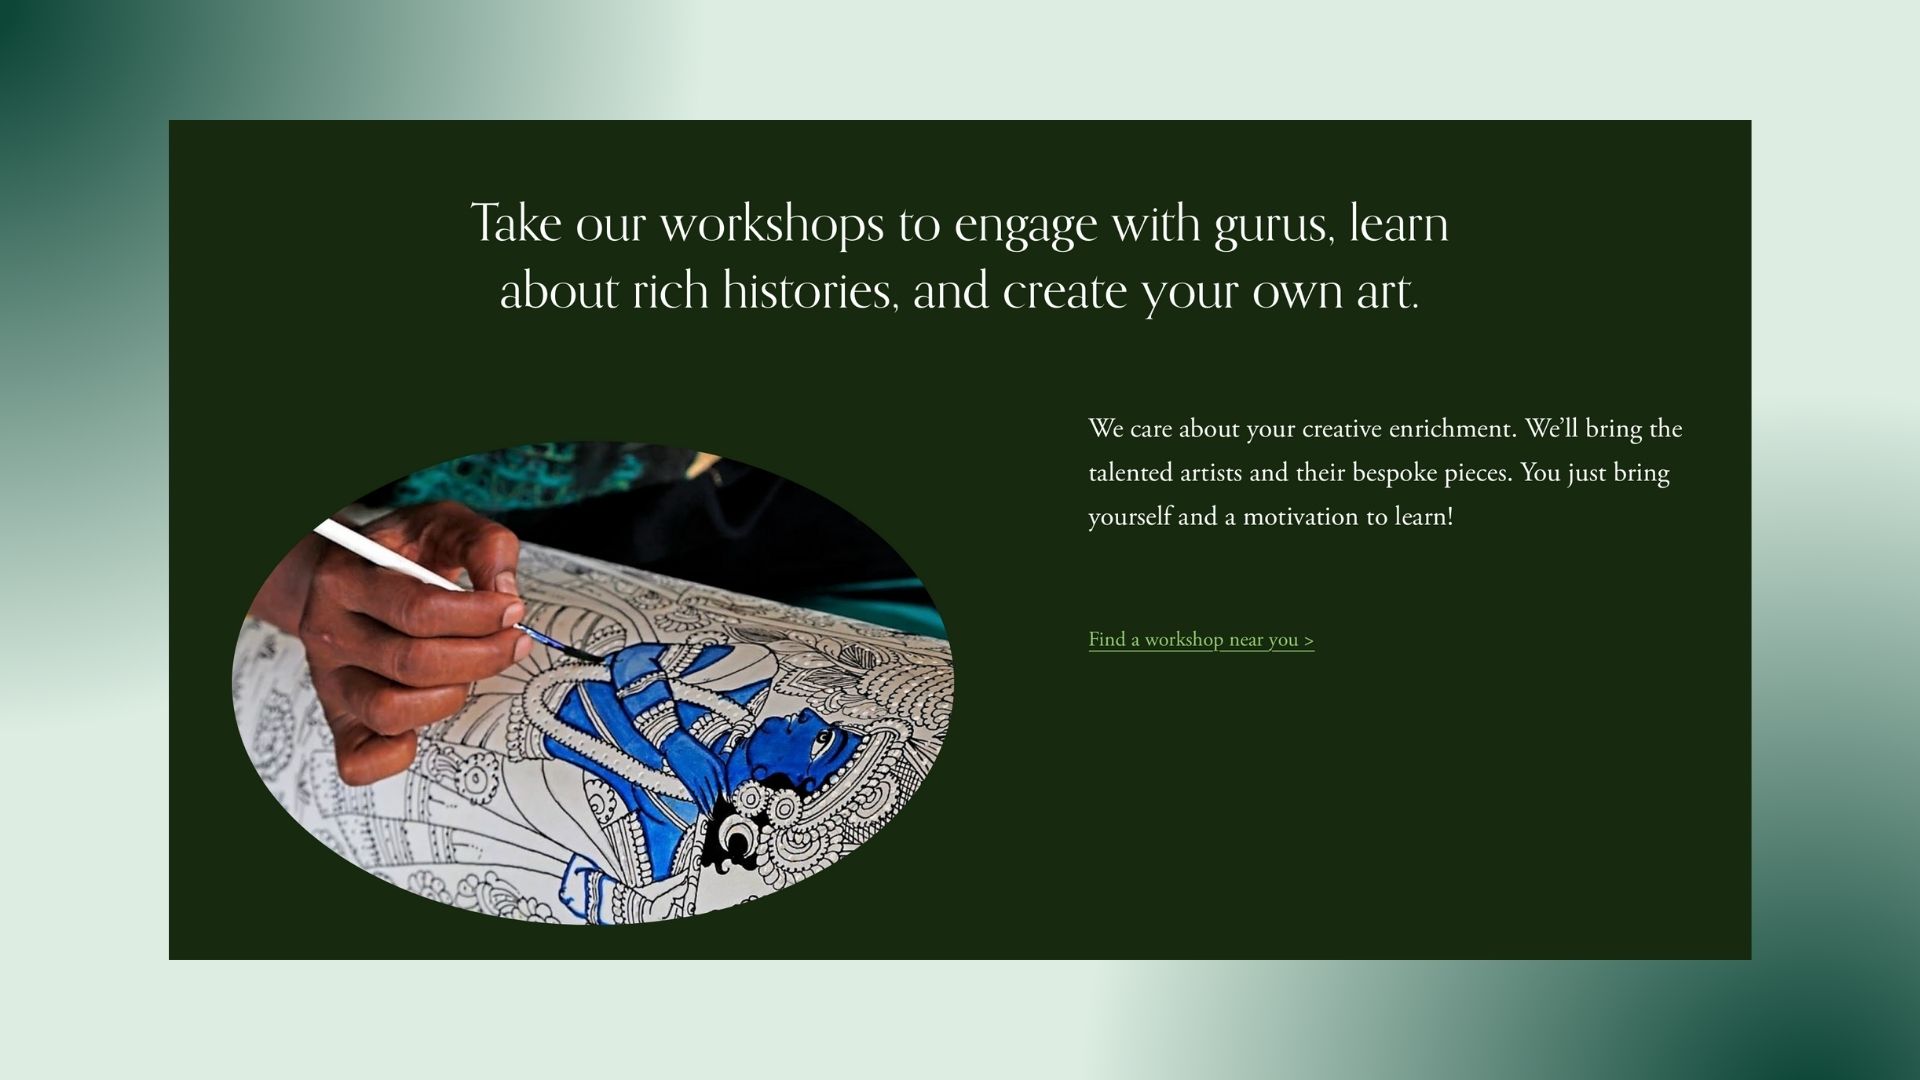 Take our workshops to engage with gurus, learn
about rich histories, and create your own art.
We care about your creative enrichment. We’ll bring the
talented artists and their bespoke pieces. You just bring
yourself and a motivation to learn!
Find a workshop near you >